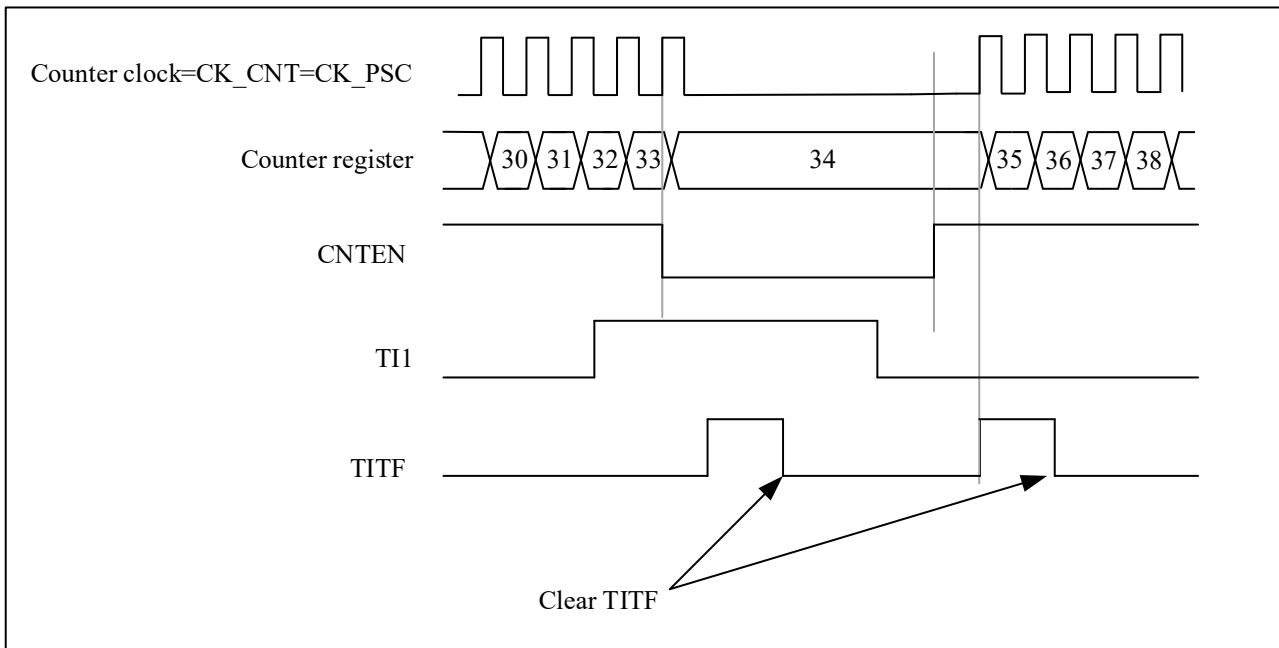 Counter clock=CK_CNT=CK_PSC
Counter register 30 31 32 33 34 35 36 37 38
CNTEN
TI1
TITF
Clear TITF